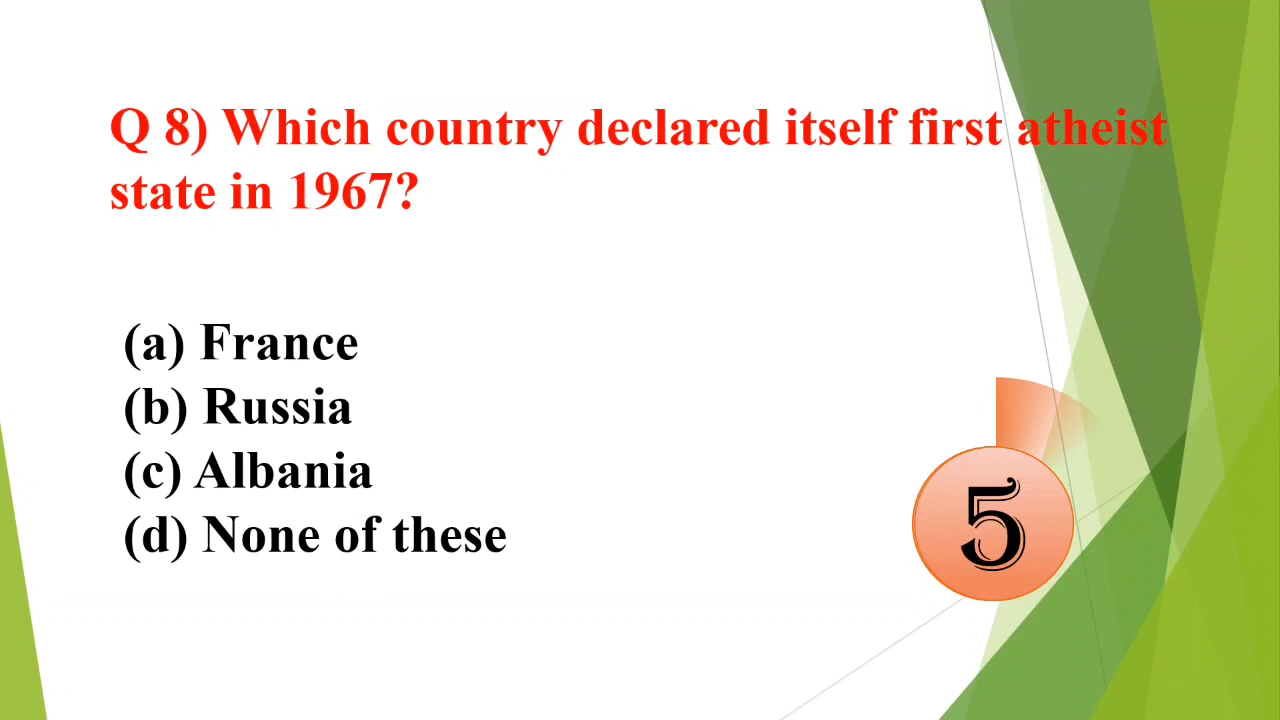 Q 8) Which country declared itself first atheist
state in 1967?
(a) France
(b) Russia
(c) Albania
(d) None of these
5